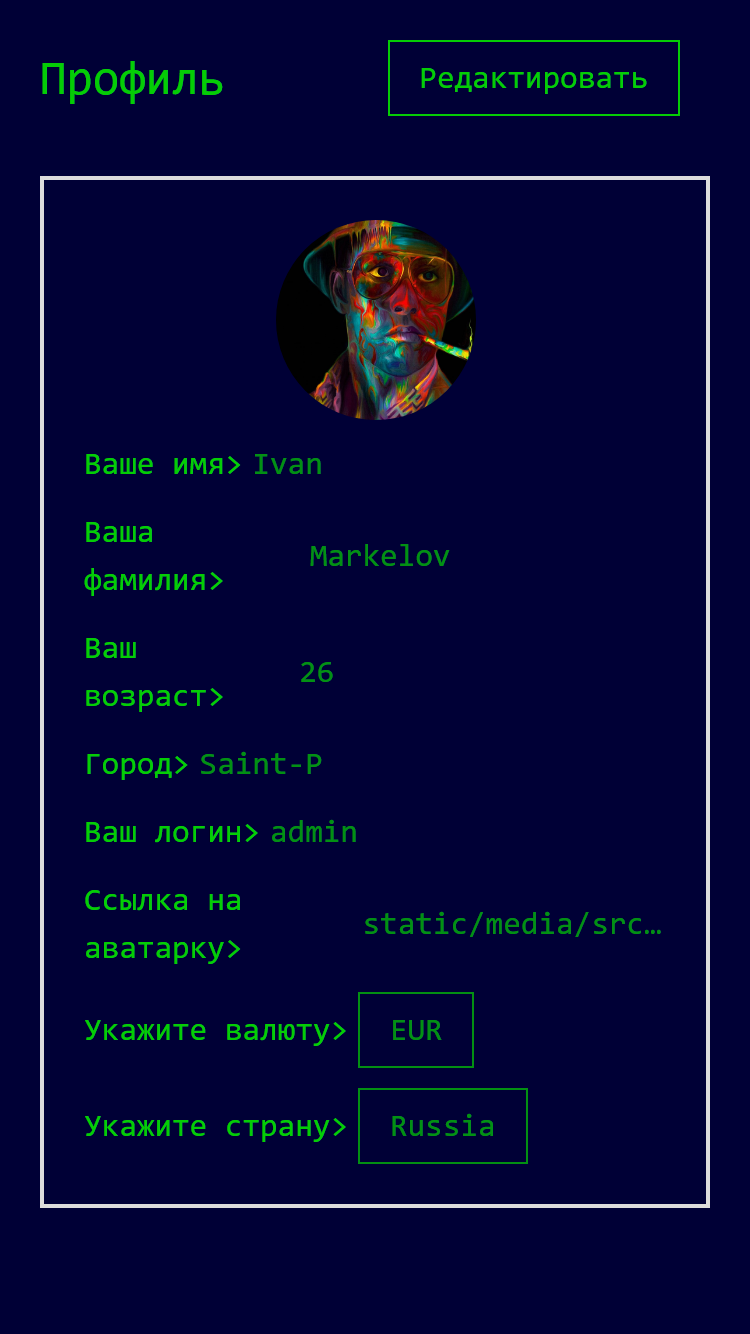 Профиль
Редактировать
Ваше имя> Ivan
Ваша
фамилия>
Markelov
Ваш
возраст>
26
Город> Saint-P
Ваш логин> admin
Ссылка на
аватарку>
static/media/src…
Укажите валюту> EUR
Укажите страну> Russia